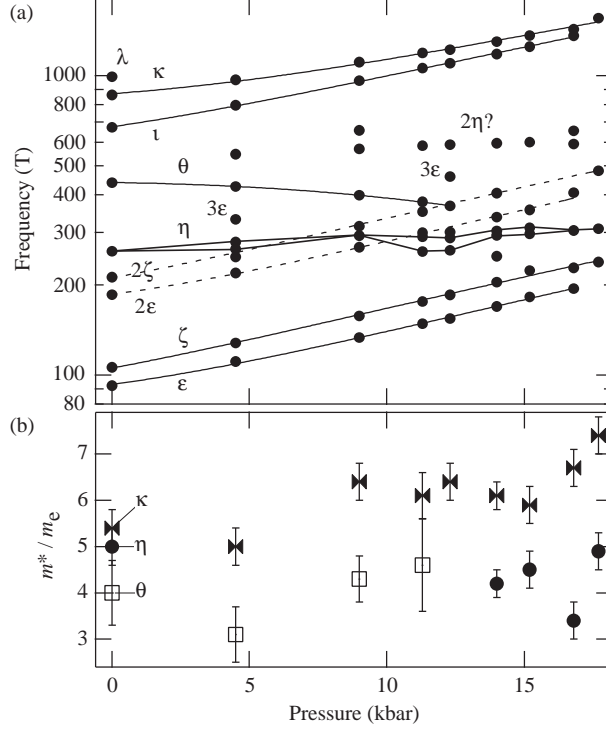 (a)
λ
κ
ι
θ
η
2ζ
2ε
3ε
3ε
2η?
ζ
ε
1000
800
600
500
400
300
200
100
80
Frequency (T)
(b)
κ
η
θ
7
6
5
4
3
m* / me
0
5
10
15
Pressure (kbar)